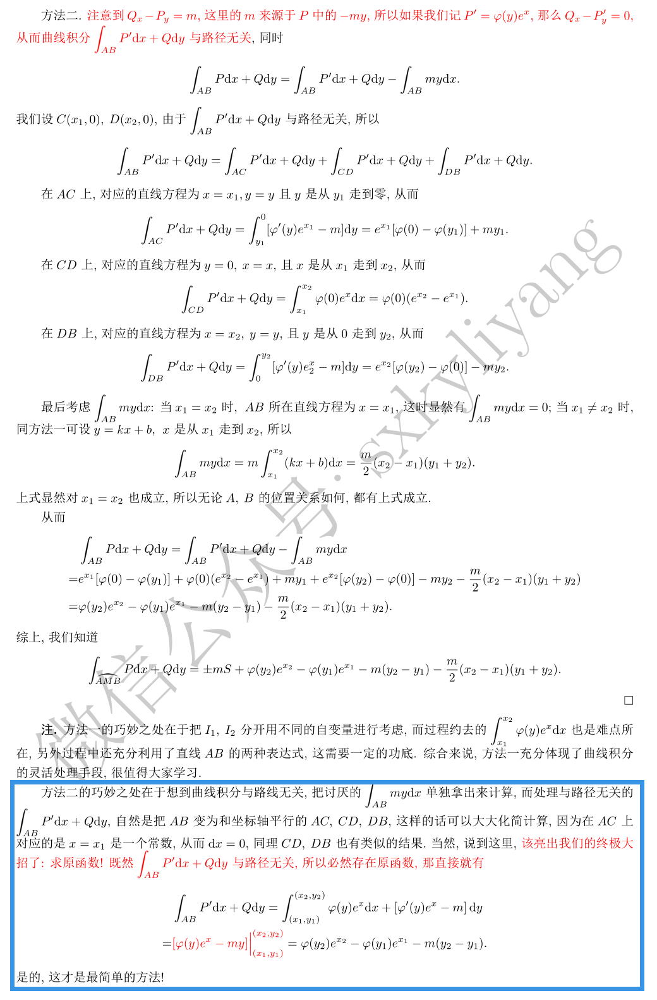 方法二. 注意到 $Q_x - P_y = m$, 这里的 $m$ 来源于 $P$ 中的 $-my$, 所以如果我们记 $P' = \varphi(y)e^x$, 那么 $Q_x - P'_y = 0$,
从而曲线积分 $\int_{AB} P'\mathrm{d}x + Q\mathrm{d}y$ 与路径无关, 同时
$\int_{AB} P\mathrm{d}x + Q\mathrm{d}y = \int_{AB} P'\mathrm{d}x + Q\mathrm{d}y - \int_{AB} my\mathrm{d}x.$
我们设 $C(x_1, 0)$, $D(x_2, 0)$, 由于 $\int_{AB} P'\mathrm{d}x + Q\mathrm{d}y$ 与路径无关, 所以
$\int_{AB} P'\mathrm{d}x + Q\mathrm{d}y = \int_{AC} P'\mathrm{d}x + Q\mathrm{d}y + \int_{CD} P'\mathrm{d}x + Q\mathrm{d}y + \int_{DB} P'\mathrm{d}x + Q\mathrm{d}y.$
在 $AC$ 上, 对应的直线方程为 $x = x_1, y = y$ 且 $y$ 是从 $y_1$ 走到零, 从而
$\int_{AC} P'\mathrm{d}x + Q\mathrm{d}y = \int_{y_1}^{0} [\varphi'(y)e^{x_1} - m]\mathrm{d}y = e^{x_1}[\varphi(0) - \varphi(y_1)] + my_1.$
在 $CD$ 上, 对应的直线方程为 $y = 0$, $x = x$, 且 $x$ 是从 $x_1$ 走到 $x_2$, 从而
$\int_{CD} P'\mathrm{d}x + Q\mathrm{d}y = \int_{x_1}^{x_2} \varphi(0)e^x\mathrm{d}x = \varphi(0)(e^{x_2} - e^{x_1}).$
在 $DB$ 上, 对应的直线方程为 $x = x_2$, $y = y$, 且 $y$ 是从 $0$ 走到 $y_2$, 从而
$\int_{DB} P'\mathrm{d}x + Q\mathrm{d}y = \int_{0}^{y_2} [\varphi'(y)e_2^x - m]\mathrm{d}y = e^{x_2}[\varphi(y_2) - \varphi(0)] - my_2.$
最后考虑 $\int_{AB} my\mathrm{d}x$: 当 $x_1 = x_2$ 时, $AB$ 所在直线方程为 $x = x_1$, 这时显然有 $\int_{AB} my\mathrm{d}x = 0$; 当 $x_1 \neq x_2$ 时,
同方法一可设 $y = kx + b$, $x$ 是从 $x_1$ 走到 $x_2$, 所以
$\int_{AB} my\mathrm{d}x = m\int_{x_1}^{x_2} (kx + b)\mathrm{d}x = \frac{m}{2}(x_2 - x_1)(y_1 + y_2).$
上式显然对 $x_1 = x_2$ 也成立, 所以无论 $A$, $B$ 的位置关系如何, 都有上式成立.
从而
$\int_{AB} P\mathrm{d}x + Q\mathrm{d}y = \int_{AB} P'\mathrm{d}x + Q\mathrm{d}y - \int_{AB} my\mathrm{d}x$
$= e^{x_1}[\varphi(0) - \varphi(y_1)] + \varphi(0)(e^{x_2} - e^{x_1}) + my_1 + e^{x_2}[\varphi(y_2) - \varphi(0)] - my_2 - \frac{m}{2}(x_2 - x_1)(y_1 + y_2)$
$= \varphi(y_2)e^{x_2} - \varphi(y_1)e^{x_1} - m(y_2 - y_1) - \frac{m}{2}(x_2 - x_1)(y_1 + y_2).$
综上, 我们知道
$\int_{\overparen{AMB}} P\mathrm{d}x + Q\mathrm{d}y = \pm mS + \varphi(y_2)e^{x_2} - \varphi(y_1)e^{x_1} - m(y_2 - y_1) - \frac{m}{2}(x_2 - x_1)(y_1 + y_2).$
□
注. 方法一的巧妙之处在于把 $I_1$, $I_2$ 分开用不同的自变量进行考虑, 而过程约去的 $\int_{x_1}^{x_2} \varphi(y)e^x\mathrm{d}x$ 也是难点所
在, 另外过程中还充分利用了直线 $AB$ 的两种表达式, 这需要一定的功底. 综合来说, 方法一充分体现了曲线积分
的灵活处理手段, 很值得大家学习.
方法二的巧妙之处在于想到曲线积分与路线无关, 把讨厌的 $\int_{AB} my\mathrm{d}x$ 单独拿出来计算, 而处理与路径无关的
$\int_{AB} P'\mathrm{d}x + Q\mathrm{d}y$, 自然是把 $AB$ 变为和坐标轴平行的 $AC$, $CD$, $DB$, 这样的话可以大大化简计算, 因为在 $AC$ 上
对应的是 $x = x_1$ 是一个常数, 从而 $\mathrm{d}x = 0$, 同理 $CD$, $DB$ 也有类似的结果. 当然, 说到这里, 该亮出我们的终极大
招了: 求原函数! 既然 $\int_{AB} P'\mathrm{d}x + Q\mathrm{d}y$ 与路径无关, 所以必然存在原函数, 那直接就有
$\int_{AB} P'\mathrm{d}x + Q\mathrm{d}y = \int_{(x_1,y_1)}^{(x_2,y_2)} \varphi(y)e^x\mathrm{d}x + [\varphi'(y)e^x - m]\,\mathrm{d}y$
$= [\varphi(y)e^x - my]\Big|_{(x_1,y_1)}^{(x_2,y_2)} = \varphi(y_2)e^{x_2} - \varphi(y_1)e^{x_1} - m(y_2 - y_1).$
是的, 这才是最简单的方法!
微信公众号: sxkyliyang